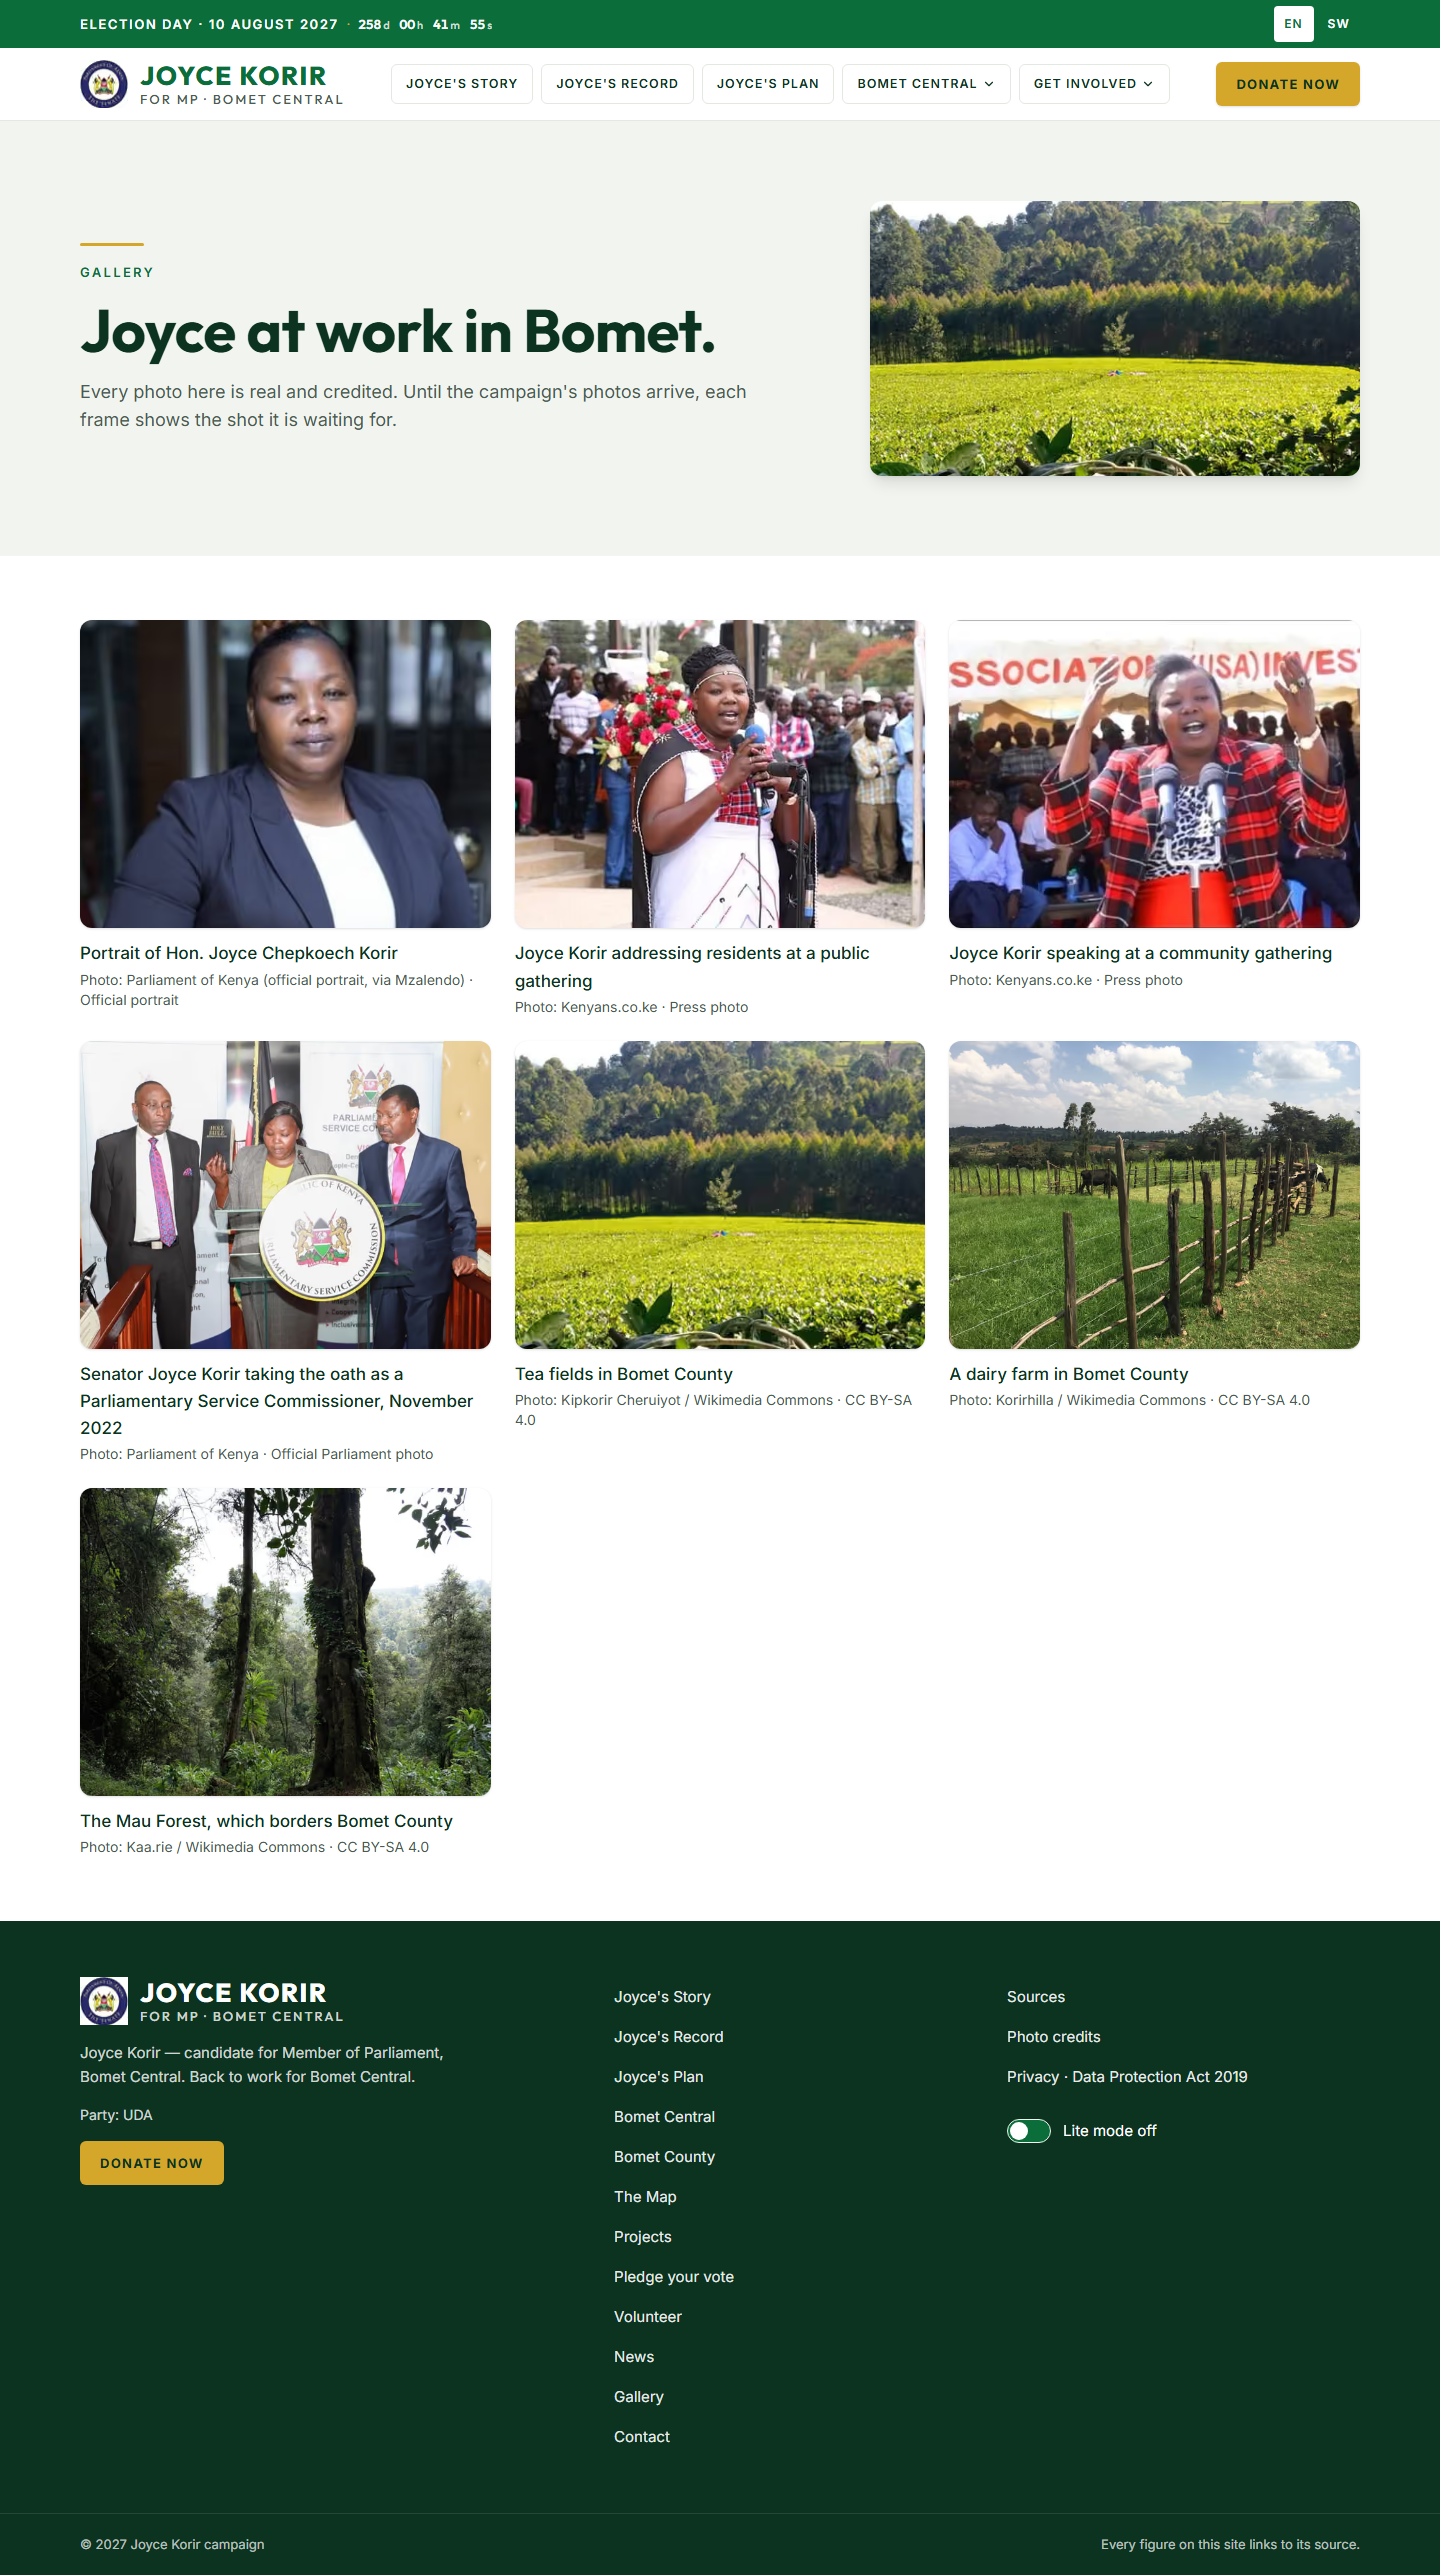 ELECTION DAY · 10 AUGUST 2027 · 258d 00h 41m 55s
EN SW
JOYCE KORIR
FOR MP · BOMET CENTRAL
JOYCE'S STORY
JOYCE'S RECORD
JOYCE'S PLAN
BOMET CENTRAL
GET INVOLVED
DONATE NOW
GALLERY
Joyce at work in Bomet.
Every photo here is real and credited. Until the campaign's photos arrive, each
frame shows the shot it is waiting for.
SSOCIATION (USA) INVEST
Portrait of Hon. Joyce Chepkoech Korir
Photo: Parliament of Kenya (official portrait, via Mzalendo) ·
Official portrait
Joyce Korir addressing residents at a public
gathering
Photo: Kenyans.co.ke · Press photo
Joyce Korir speaking at a community gathering
Photo: Kenyans.co.ke · Press photo
HOLY BIBLE
PARLIAME
SERVICE CO
PARLIAMENTARY SERVICE COMMISSION
Senator Joyce Korir taking the oath as a
Parliamentary Service Commissioner, November
2022
Photo: Parliament of Kenya · Official Parliament photo
Tea fields in Bomet County
Photo: Kipkorir Cheruiyot / Wikimedia Commons · CC BY-SA
4.0
A dairy farm in Bomet County
Photo: Korirhilla / Wikimedia Commons · CC BY-SA 4.0
The Mau Forest, which borders Bomet County
Photo: Kaa.rie / Wikimedia Commons · CC BY-SA 4.0
JOYCE KORIR
FOR MP · BOMET CENTRAL
Joyce Korir — candidate for Member of Parliament,
Bomet Central. Back to work for Bomet Central.
Party: UDA
DONATE NOW
Joyce's Story
Joyce's Record
Joyce's Plan
Bomet Central
Bomet County
The Map
Projects
Pledge your vote
Volunteer
News
Gallery
Contact
Sources
Photo credits
Privacy · Data Protection Act 2019
Lite mode off
© 2027 Joyce Korir campaign
Every figure on this site links to its source.